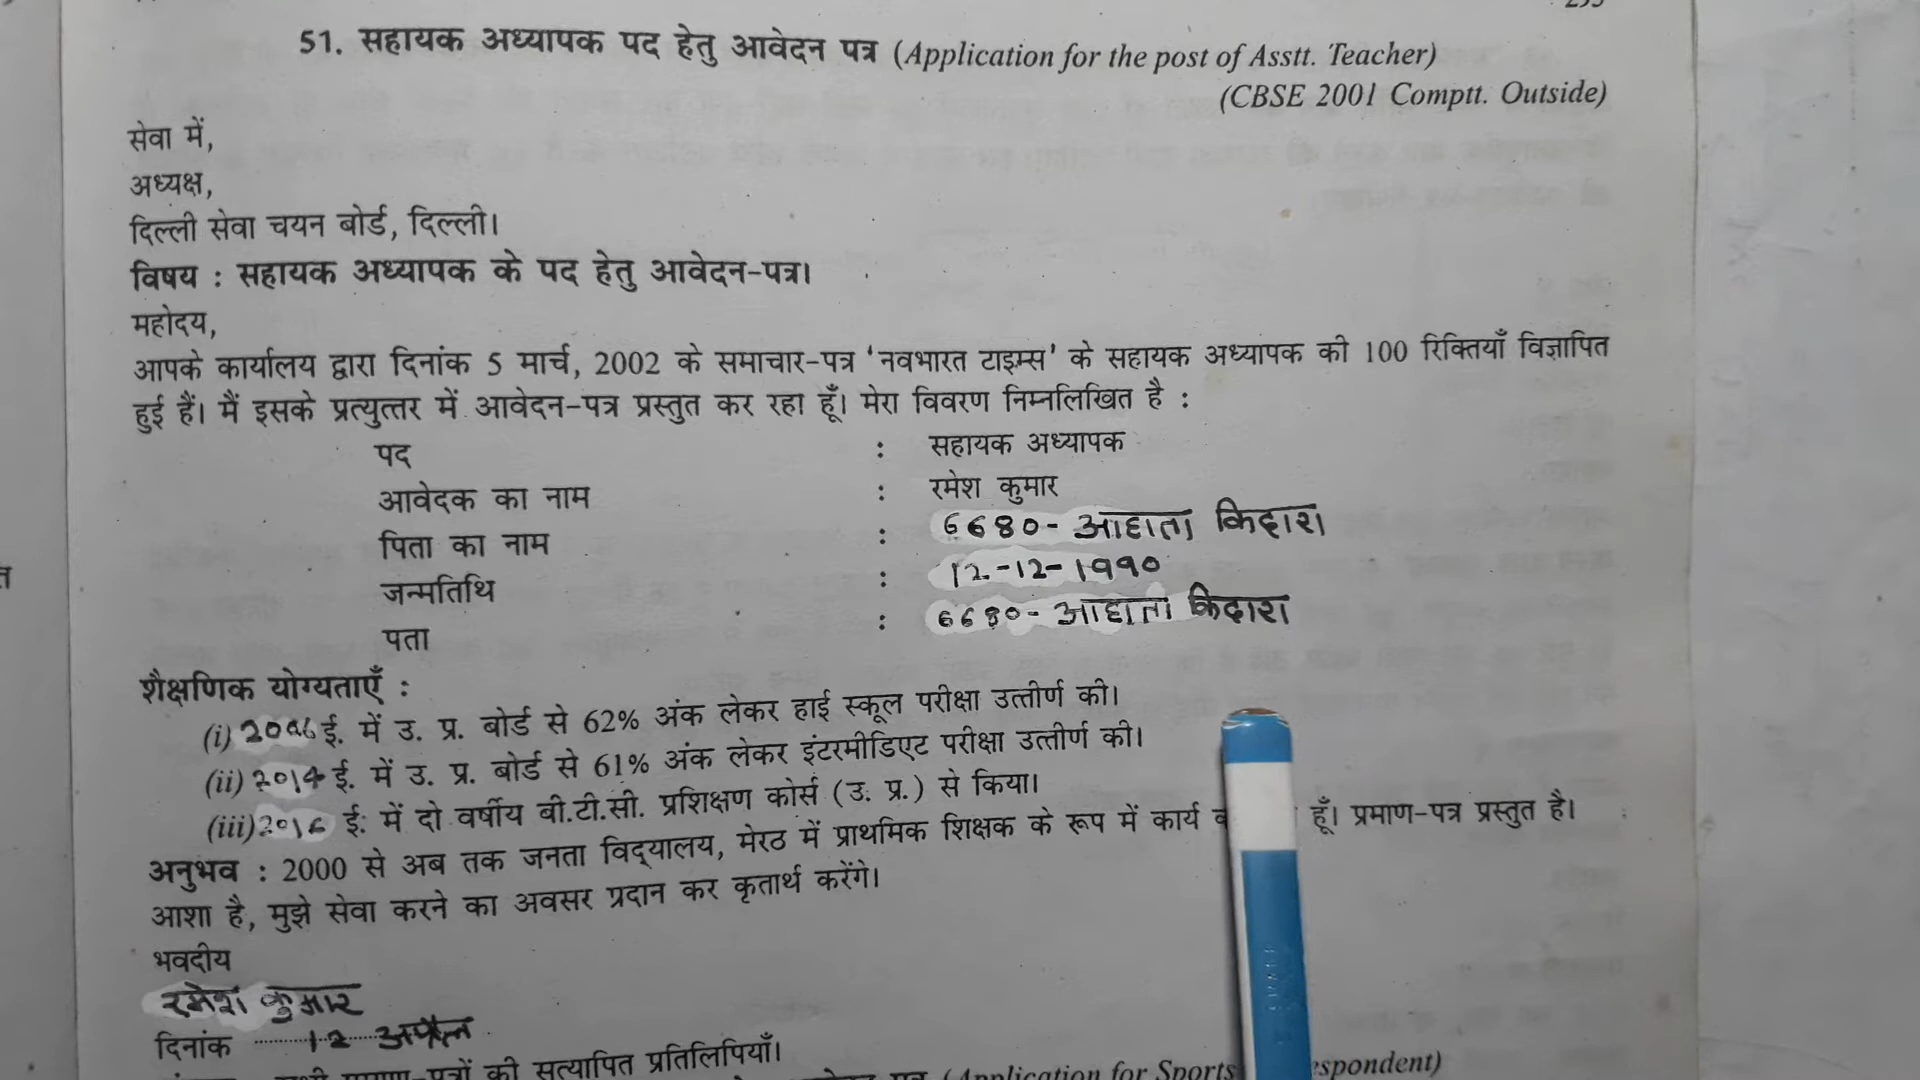 51. सहायक अध्यापक पद हेतु आवेदन पत्र (Application for the post of Asstt. Teacher)
(CBSE 2001 Comptt. Outside)
सेवा में,
अध्यक्ष,
दिल्ली सेवा चयन बोर्ड, दिल्ली।
विषय : सहायक अध्यापक के पद हेतु आवेदन-पत्र।
महोदय,
आपके कार्यालय द्वारा दिनांक 5 मार्च, 2002 के समाचार-पत्र ‘नवभारत टाइम्स’ के सहायक अध्यापक की 100 रिक्तियाँ विज्ञापित
हुई हैं। मैं इसके प्रत्युत्तर में आवेदन-पत्र प्रस्तुत कर रहा हूँ। मेरा विवरण निम्नलिखित है :
पद : सहायक अध्यापक
आवेदक का नाम : रमेश कुमार
पिता का नाम : 6680- आहाता किदारा
जन्मतिथि : 12-12-1990
पता : 6680- आहाता किदारा
शैक्षणिक योग्यताएँ :
(i) ई. में उ. प्र. बोर्ड से 62% अंक लेकर हाई स्कूल परीक्षा उत्तीर्ण की।
(ii) 2014 ई. में उ. प्र. बोर्ड से 61% अंक लेकर इंटरमीडिएट परीक्षा उत्तीर्ण की।
(iii) 2016 ई. में दो वर्षीय बी.टी.सी. प्रशिक्षण कोर्स (उ. प्र.) से किया।
अनुभव : 2000 से अब तक जनता विद्यालय, मेरठ में प्राथमिक शिक्षक के रूप में कार्य हूँ। प्रमाण-पत्र प्रस्तुत है।
आशा है, मुझे सेवा करने का अवसर प्रदान कर कृतार्थ करेंगे।
भवदीय
रमेश कुमार
दिनांक 12 अप्रैल
की सत्यापित प्रतिलिपियाँ।
(Application for Sports